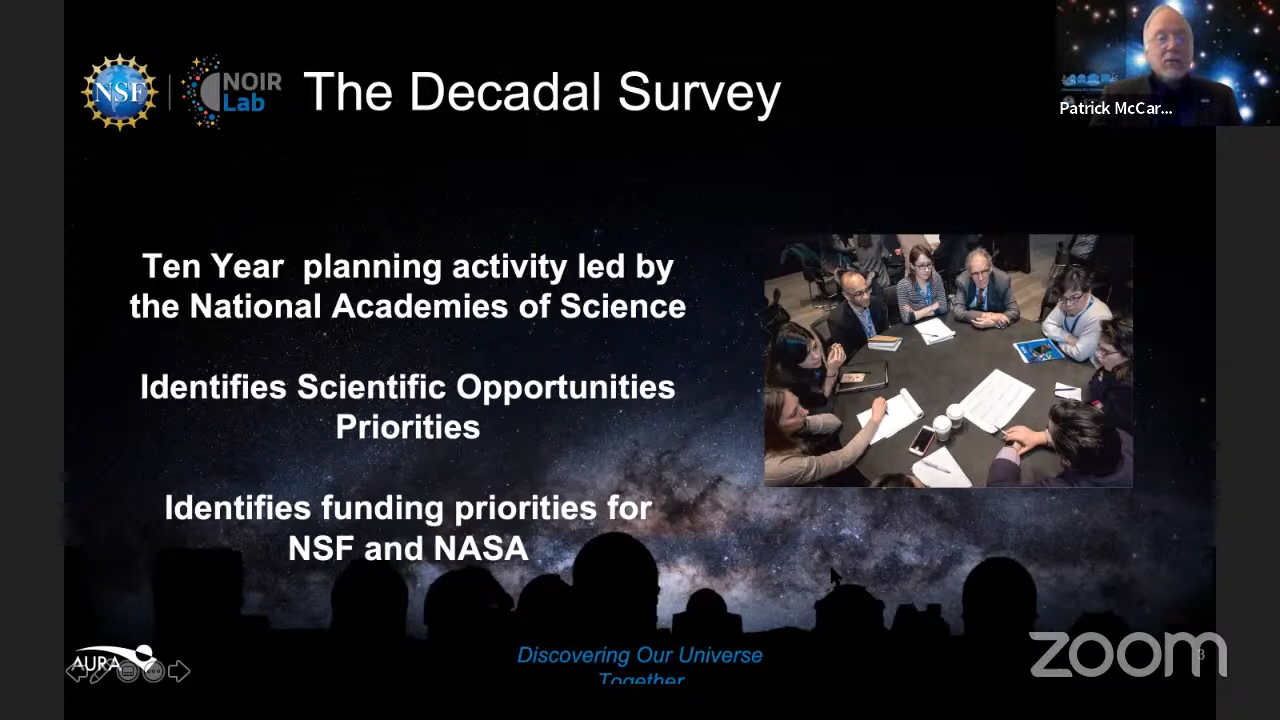 NSF
NOIR
Lab
The Decadal Survey
Patrick McCar...
Ten Year planning activity led by
the National Academies of Science
Identifies Scientific Opportunities
Priorities
Identifies funding priorities for
NSF and NASA
AURA
Discovering Our Universe
Together
3
zoom